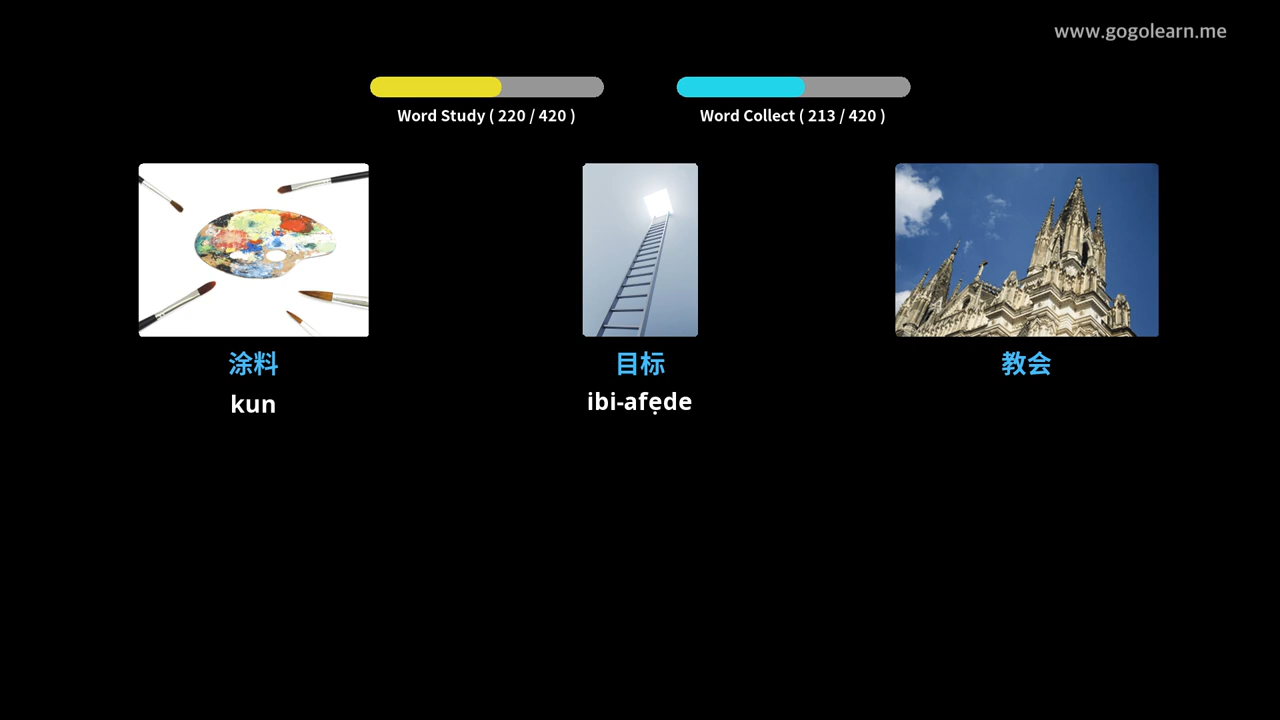 www.gogolearn.me
Word Study ( 220 / 420 )
Word Collect ( 213 / 420 )
涂料
目标
教会
kun
ibi-afẹde